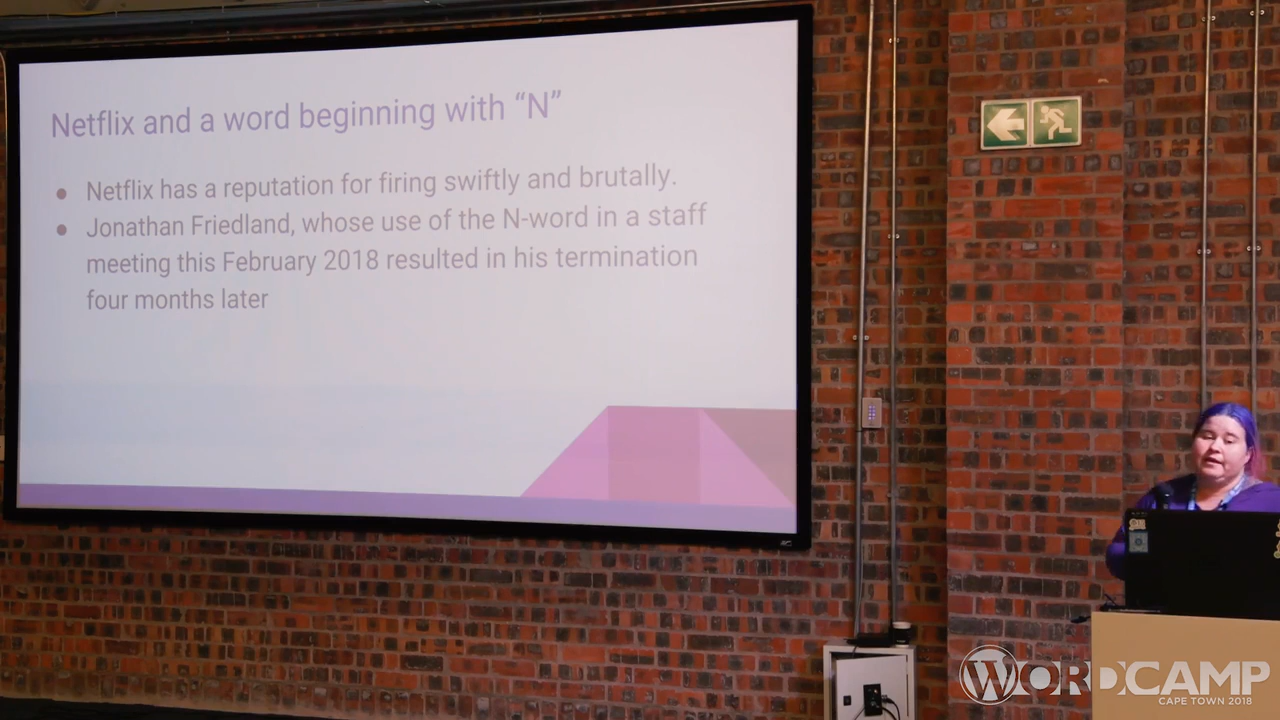 Netflix and a word beginning with “N”
● Netflix has a reputation for firing swiftly and brutally.
● Jonathan Friedland, whose use of the N-word in a staff
meeting this February 2018 resulted in his termination
four months later
WORDCAMP
CAPE TOWN 2018